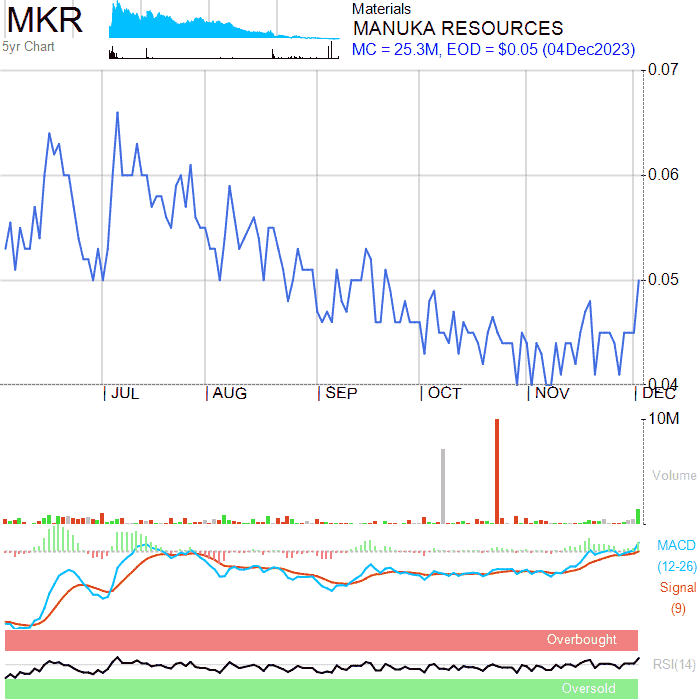 MKR
5yr Chart
Materials
MANUKA RESOURCES
MC = 25.3M, EOD = $0.05 (04Dec2023)
0.07
0.06
0.05
0.04
JUL AUG SEP OCT NOV DEC
10M
Volume
MACD
(12-26)
Signal
(9)
Overbought
RSI(14)
Oversold